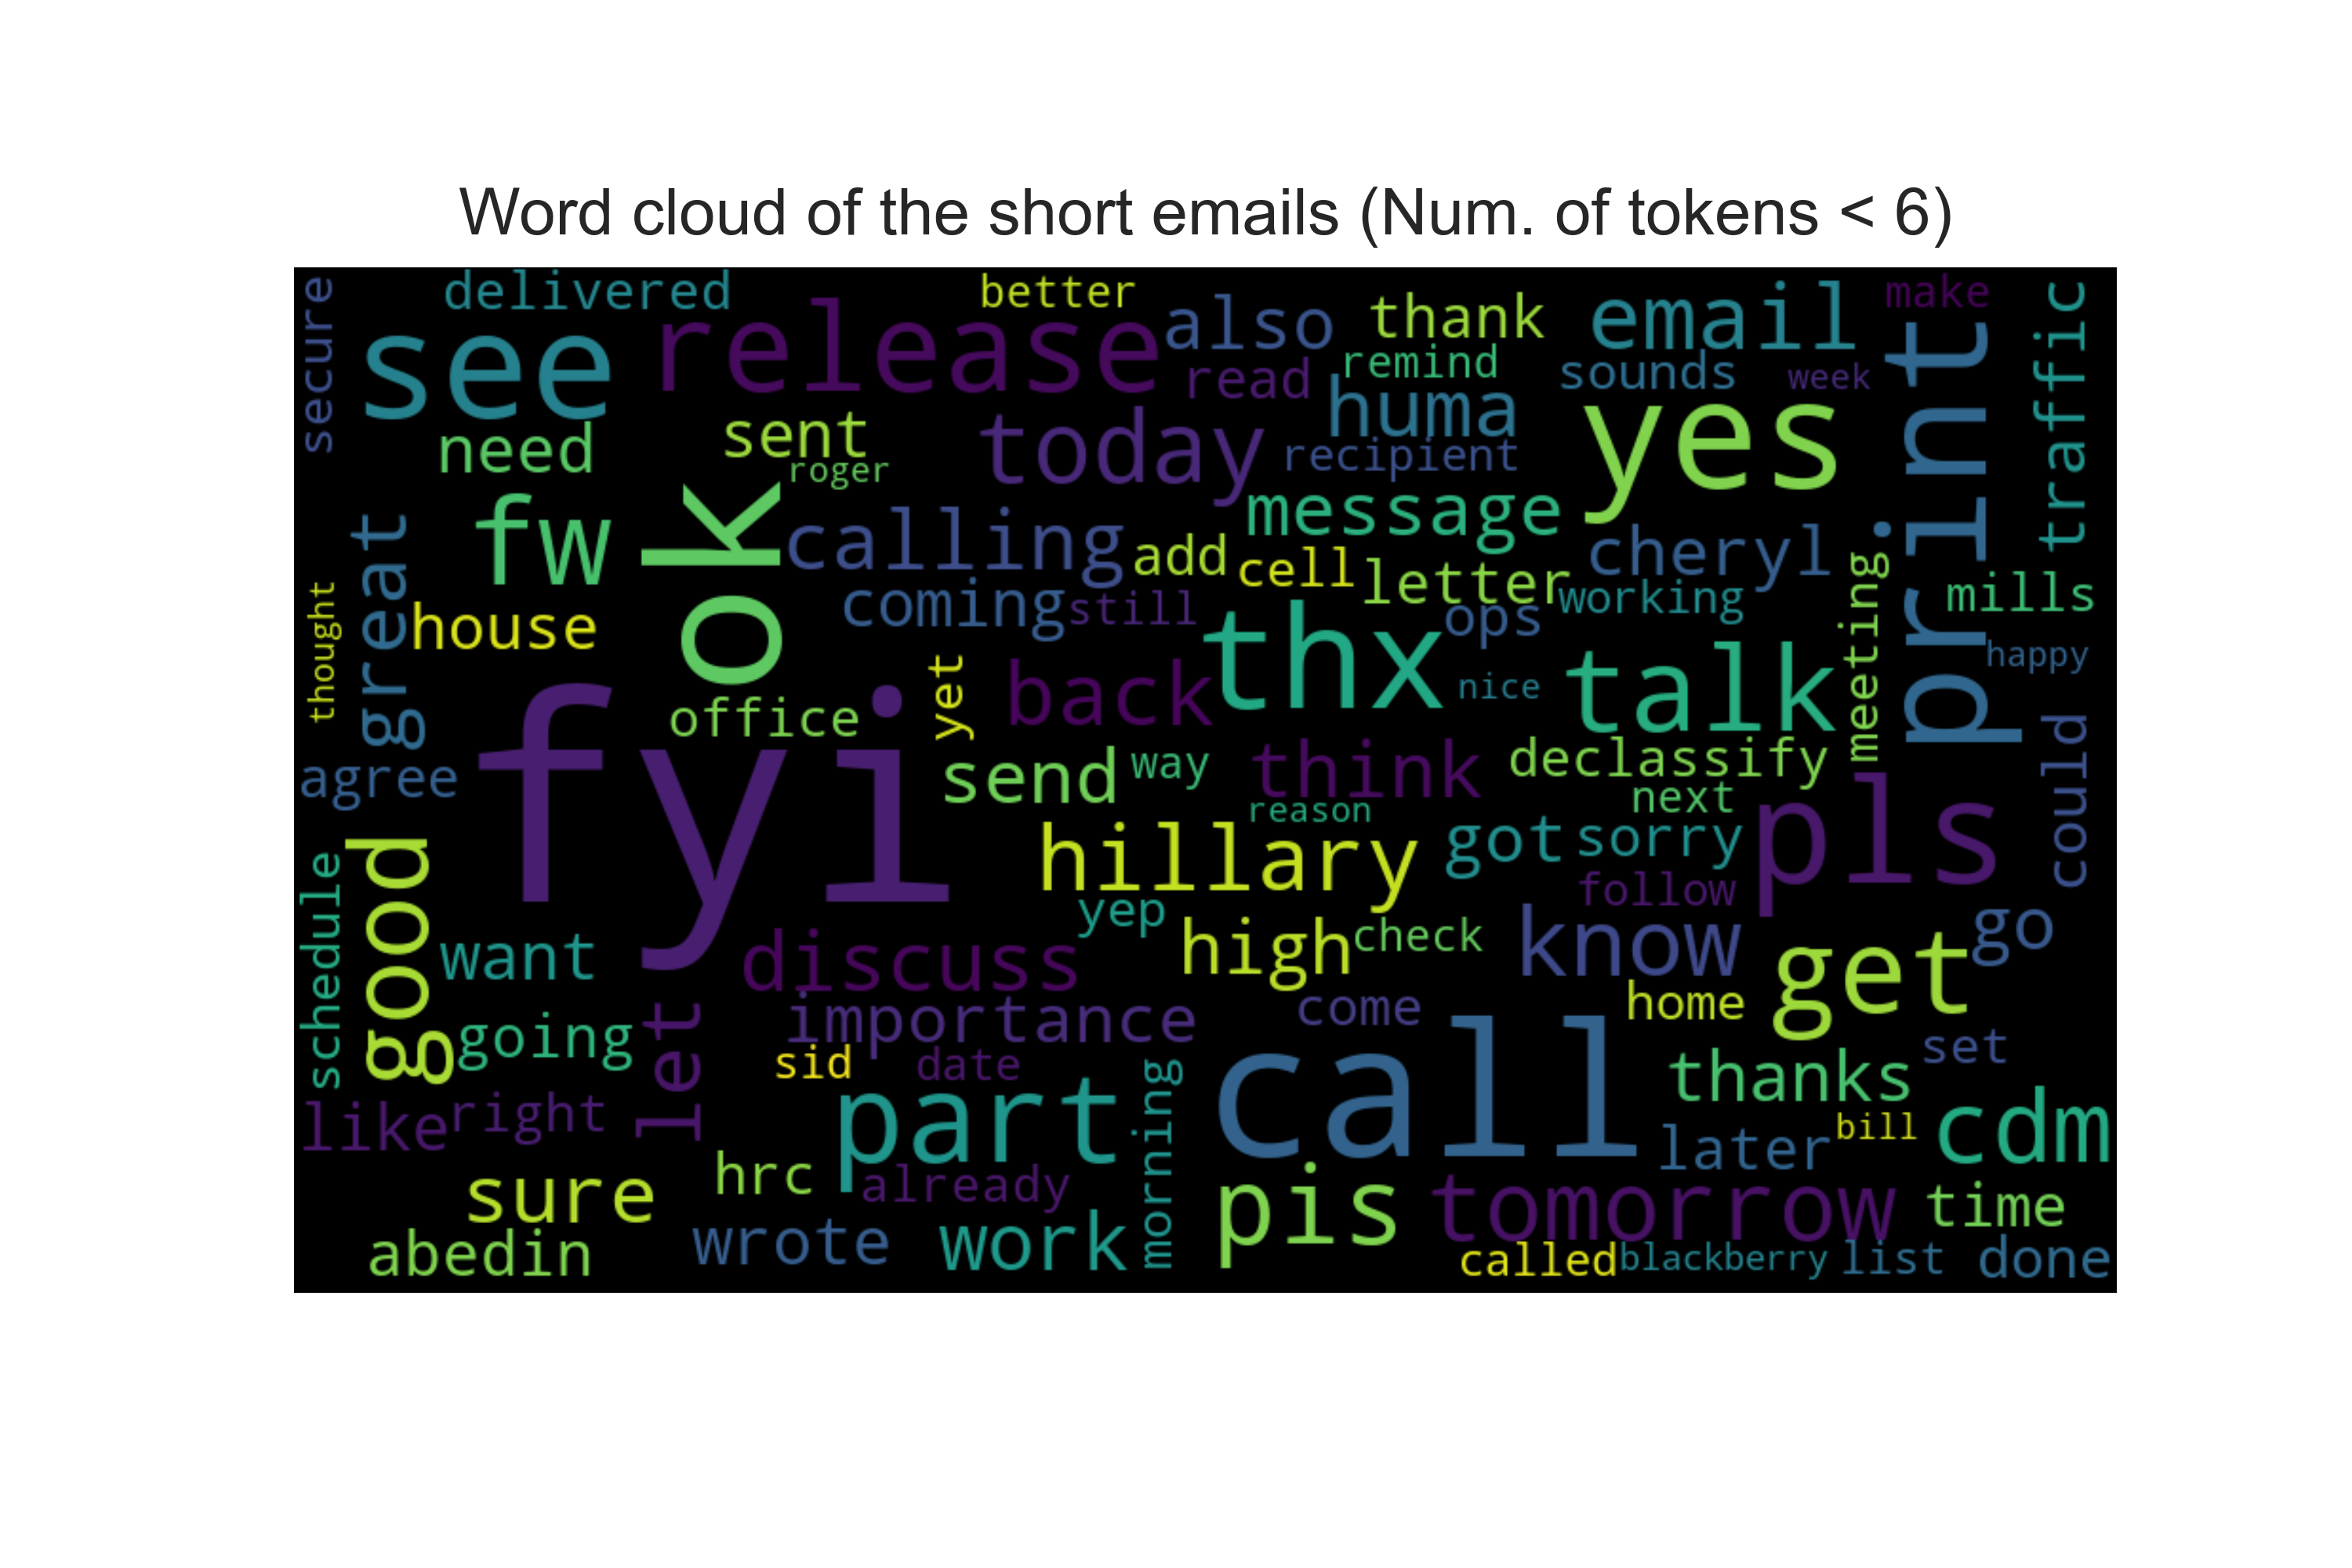 Word cloud of the short emails (Num. of tokens < 6)
secure
delivered
better
see
release
also
thank
email
make
print
traffic
read
remind
sounds
week
huma
need
sent
today
recipient
yes
roger
fw
ok
calling
message
add
cell
letter
cheryl
great
thought
house
coming
still
ops
working
meeting
mills
thx
happy
office
yet
back
nice
talk
fyi
agree
send
way
think
declassify
could
reason
next
pls
good
hillary
got
sorry
follow
schedule
yep
want
discuss
high
check
know
get
go
going
let
importance
come
home
set
sid
date
call
thanks
like
right
part
morning
later
bill
cdm
sure
hrc
already
pis
tomorrow
time
abedin
wrote
work
called
blackberry
list
done